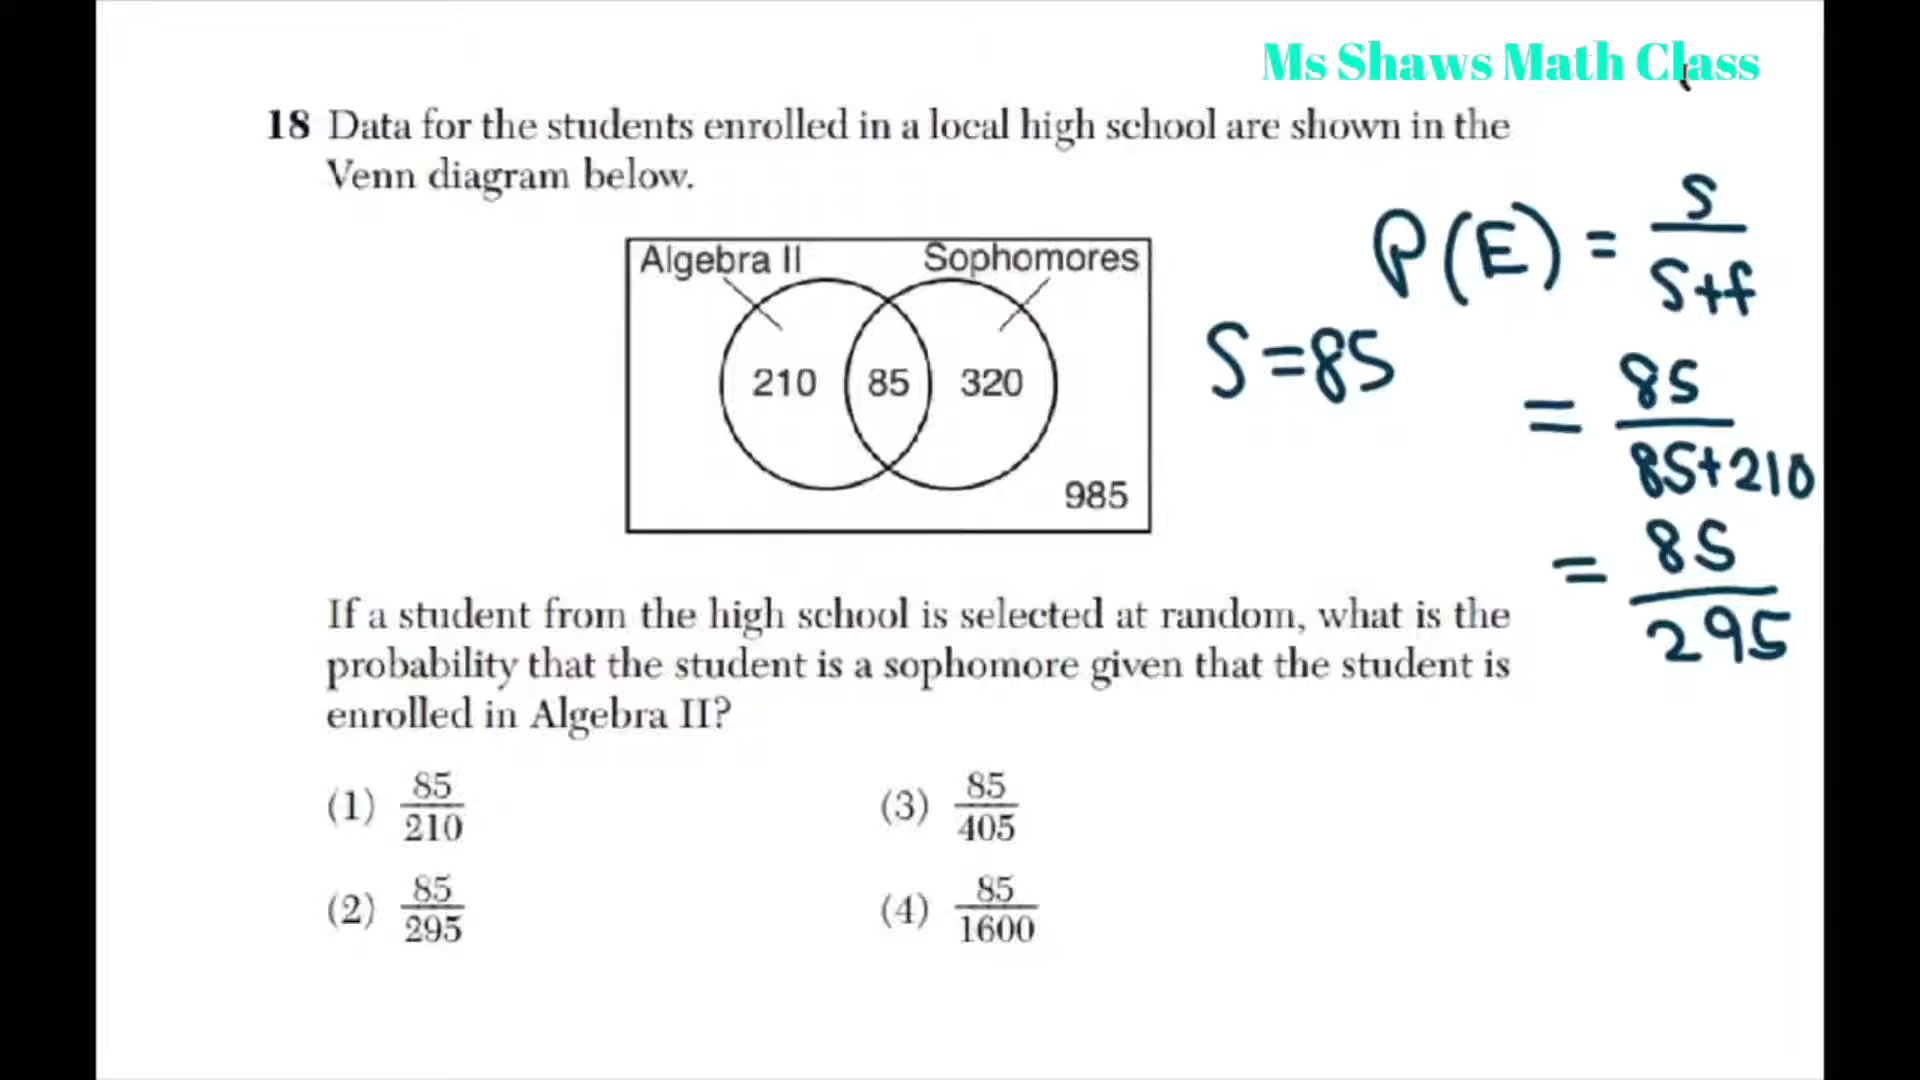 Ms Shaws Math Class
18 Data for the students enrolled in a local high school are shown in the
Venn diagram below.
Algebra II
Sophomores
210
85
320
985
P(E) = S/S+f
S=85
= 85/85+210
= 85/295
If a student from the high school is selected at random, what is the
probability that the student is a sophomore given that the student is
enrolled in Algebra II?
(1) 85/210
(2) 85/295
(3) 85/405
(4) 85/1600